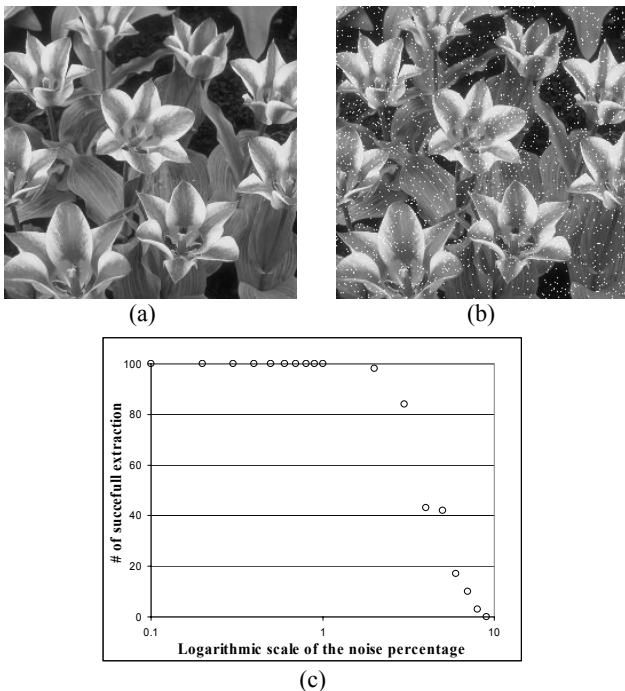 (a)
(b)
100
80
60
40
20
0
# of succefull extraction
0.1
1
10
Logarithmic scale of the noise percentage
(c)